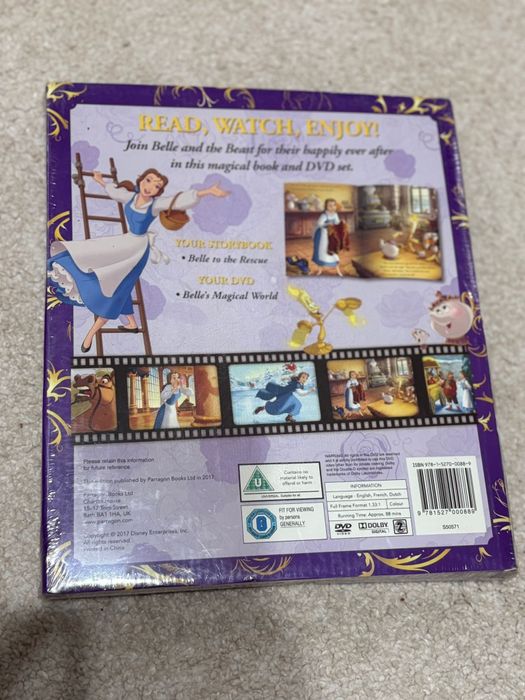 READ, WATCH, ENJOY!
Join Belle and the Beast for their happily ever after
in this magical book and DVD set.
YOUR STORYBOOK
• Belle to the Rescue
YOUR DVD
• Belle's Magical World
Please retain this information
for future reference.
This edition published by Parragon Books Ltd in 2017
Parragon Books Ltd
Chartist House
15–17 Trim Street
Bath BA1 1HA, UK
www.parragon.com
Copyright © 2017 Disney Enterprises, Inc.
All rights reserved.
Printed in China
U
UNIVERSAL Suitable for all
Contains no
material likely to
offend or harm
E
FIT FOR VIEWING
by persons
GENERALLY
INFORMATION
Language : English, French, Dutch
Full Frame Format 1.33:1 Colour
Running Time: Approx. 88 mins
DVD
VIDEO
DOLBY
DIGITAL
2
ISBN 978-1-5270-0088-9
9 781527 000889
S50571